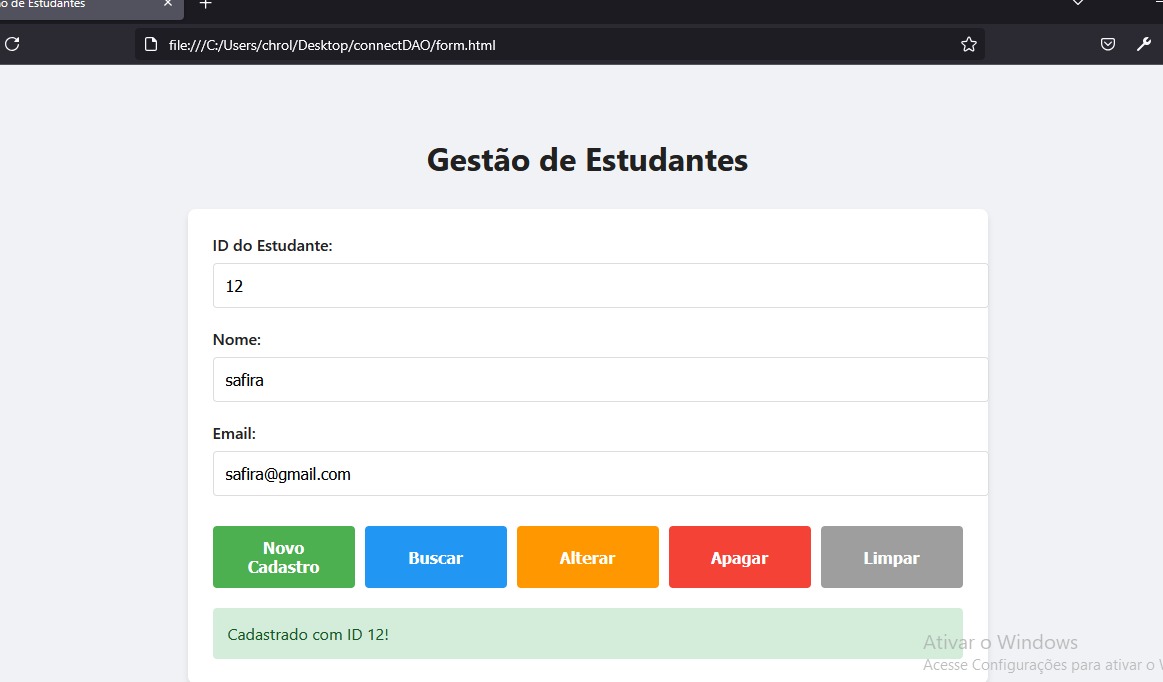 o de Estudantes
file:///C:/Users/chrol/Desktop/connectDAO/form.html
Gestão de Estudantes
ID do Estudante:
12
Nome:
safira
Email:
safira@gmail.com
Novo
Cadastro
Buscar
Alterar
Apagar
Limpar
Cadastrado com ID 12!
Ativar o Windows
Acesse Configurações para ativar o W